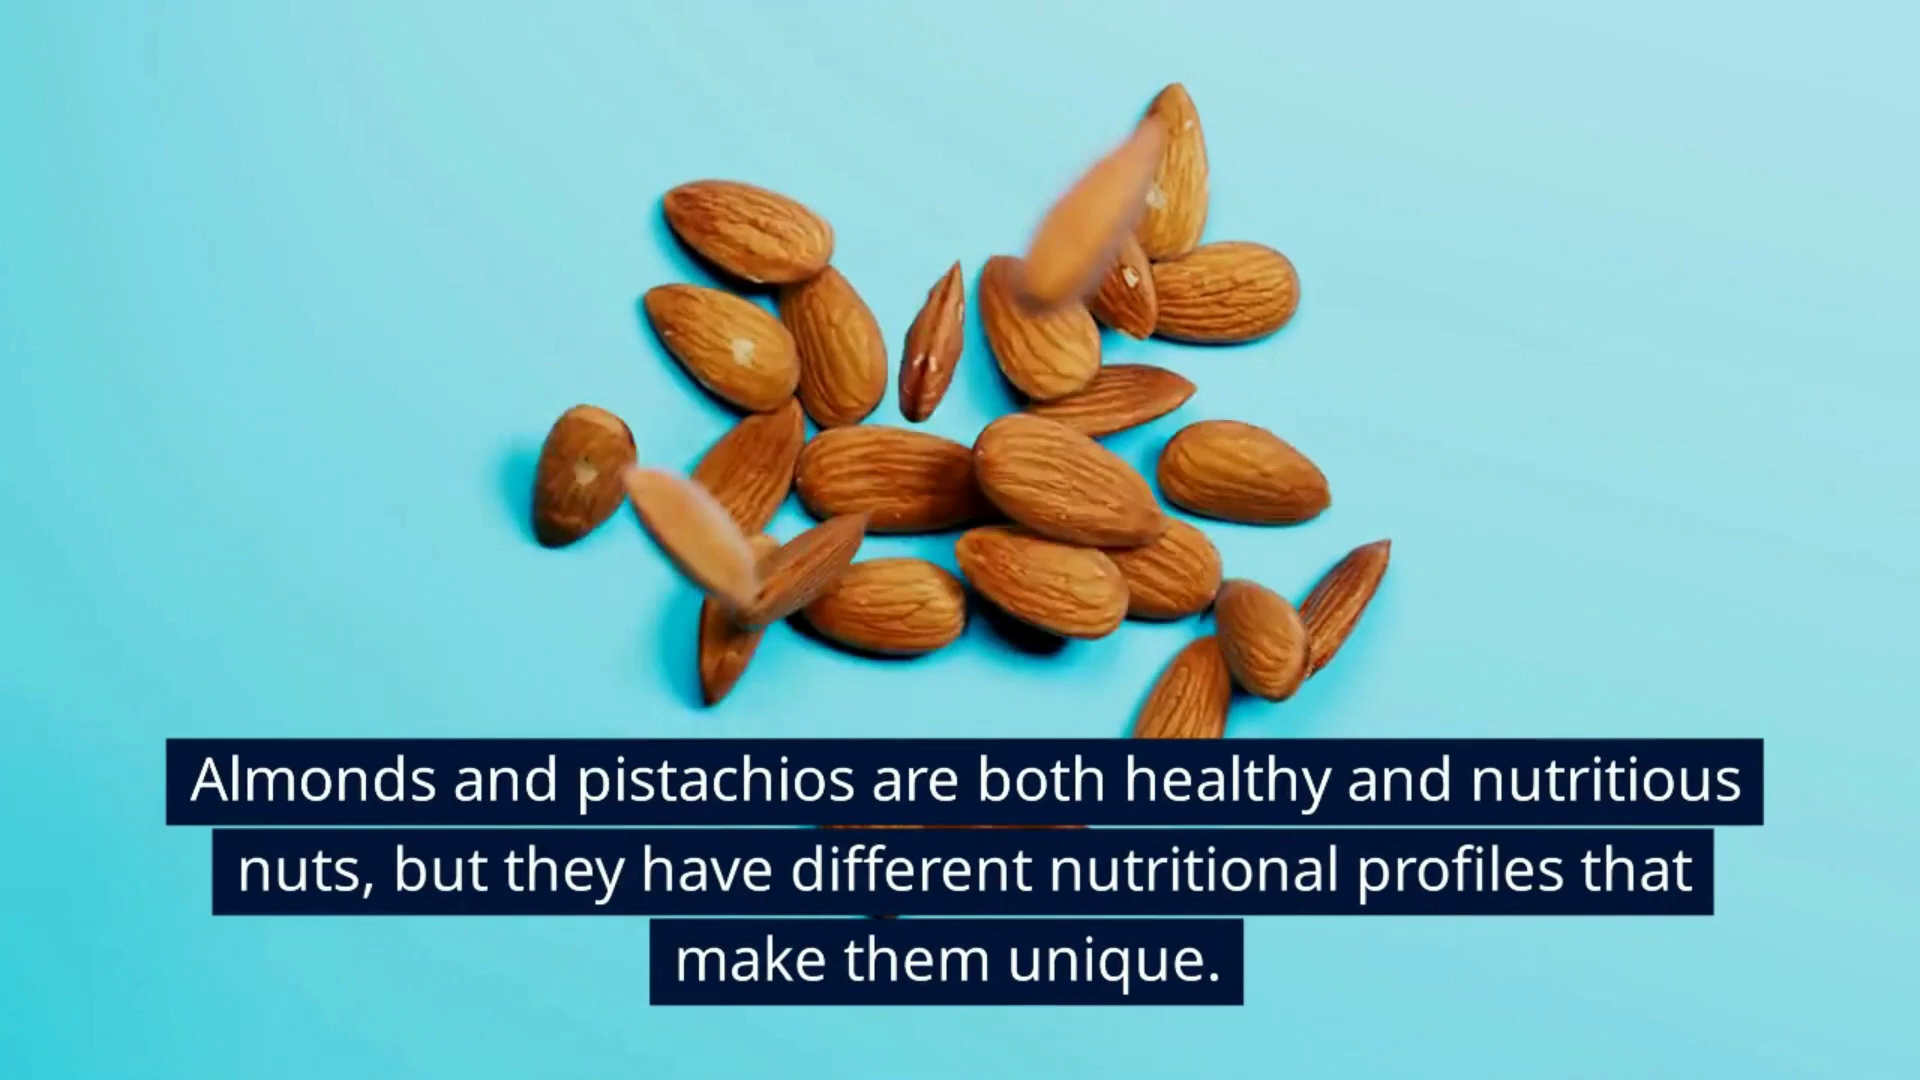 Almonds and pistachios are both healthy and nutritious
nuts, but they have different nutritional profiles that
make them unique.